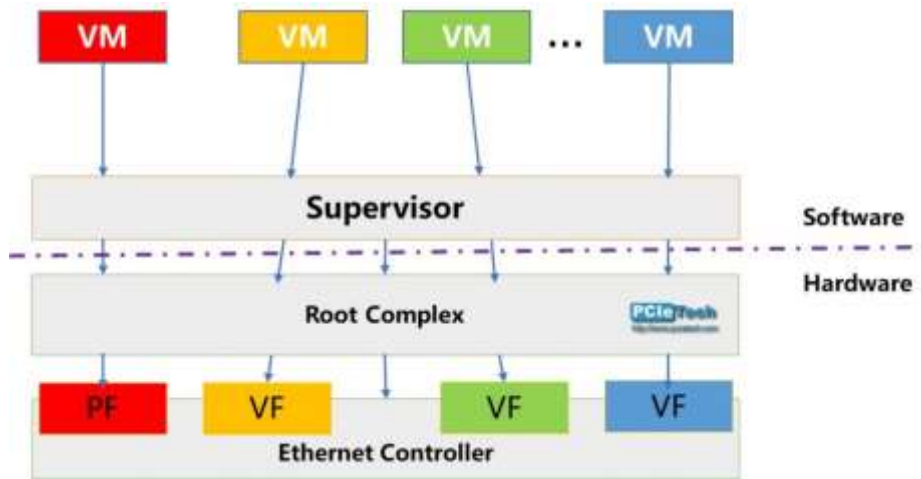 VM VM VM ... VM
Supervisor
Software
Hardware
Root Complex
PCIeTech
PF VF VF VF
Ethernet Controller